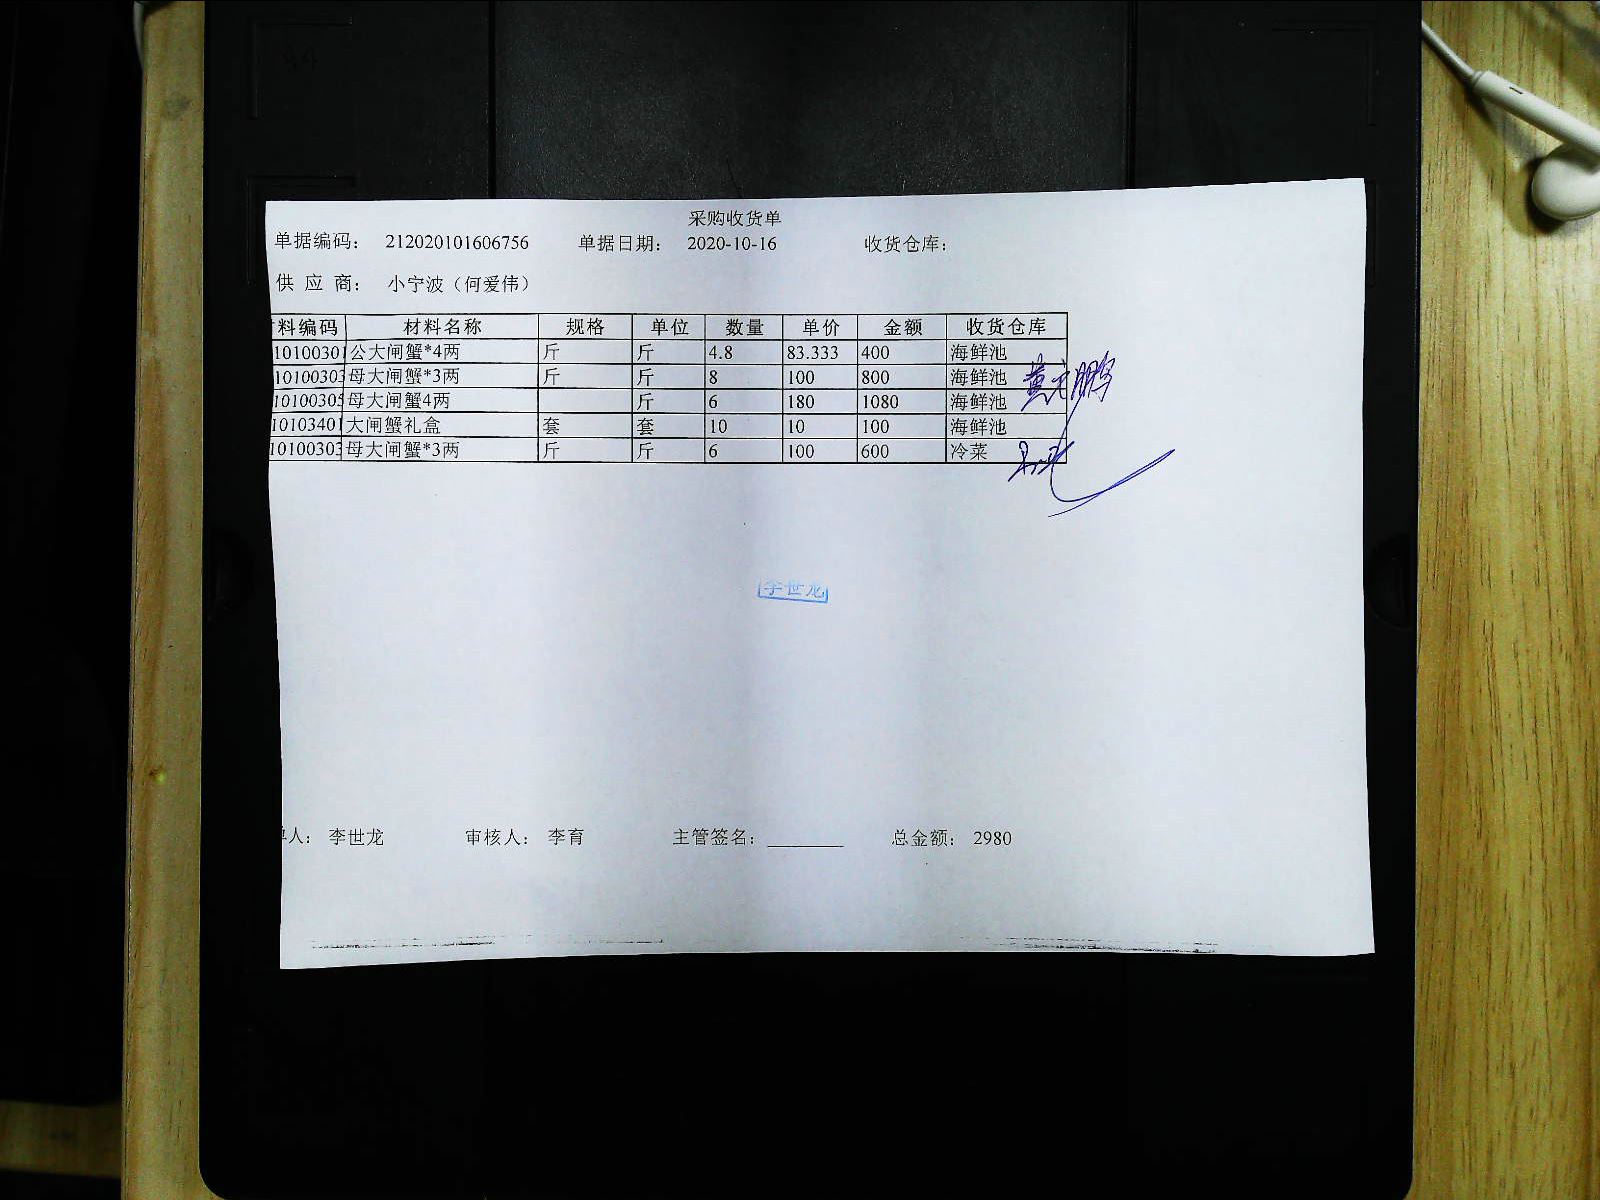 采购收货单
单据编码： 212020101606756 单据日期： 2020-10-16 收货仓库：
供 应 商： 小宁波（何爱伟）
料编码 材料名称 规格 单位 数量 单价 金额 收货仓库
10100301 公大闸蟹*4两 斤 斤 4.8 83.333 400 海鲜池
10100303 母大闸蟹*3两 斤 斤 8 100 800 海鲜池
10100305 母大闸蟹4两 斤 6 180 1080 海鲜池
10103401 大闸蟹礼盒 套 套 10 10 100 海鲜池
10100303 母大闸蟹*3两 斤 斤 6 100 600 冷菜
李世龙
人： 李世龙 审核人： 李育 主管签名： 总金额： 2980